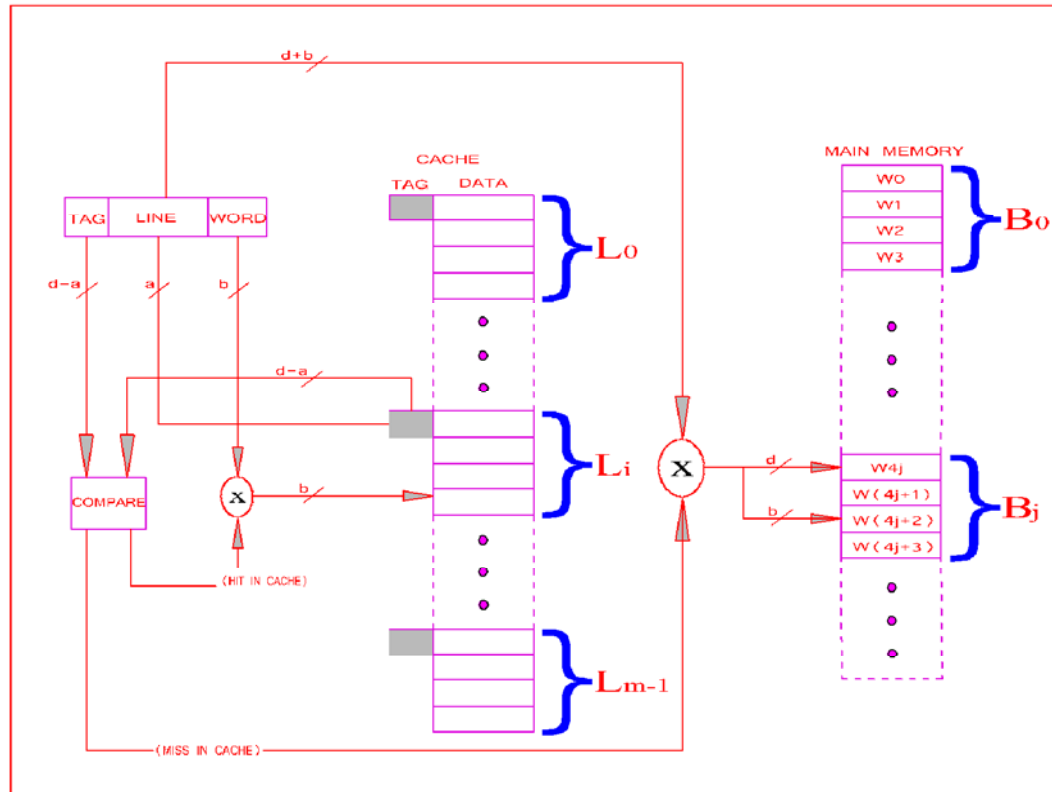 d+b
CACHE
TAG DATA
MAIN MEMORY
TAG LINE WORD
W0
W1
W2
W3
B0
L0
d-a a b
d-a
Li
COMPARE
X
b
X
d
b
W4j
W(4j+1)
W(4j+2)
W(4j+3)
Bj
(HIT IN CACHE)
Lm-1
(MISS IN CACHE)